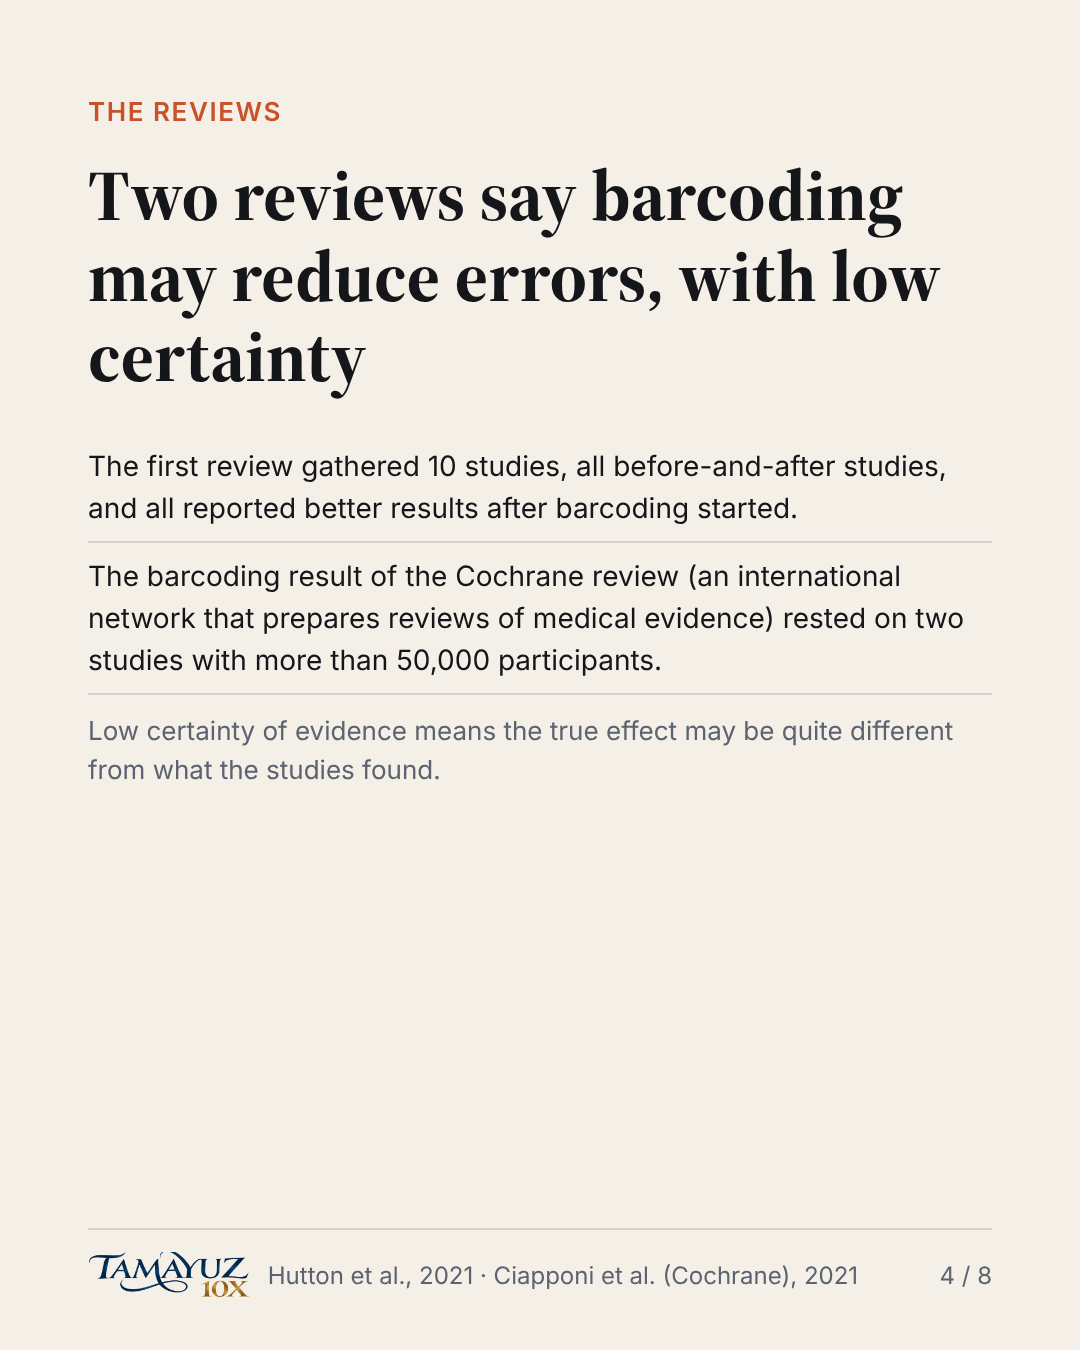 THE REVIEWS
Two reviews say barcoding
may reduce errors, with low
certainty
The first review gathered 10 studies, all before-and-after studies,
and all reported better results after barcoding started.
The barcoding result of the Cochrane review (an international
network that prepares reviews of medical evidence) rested on two
studies with more than 50,000 participants.
Low certainty of evidence means the true effect may be quite different
from what the studies found.
TAMAYUZ
10X
Hutton et al., 2021 · Ciapponi et al. (Cochrane), 2021
4 / 8